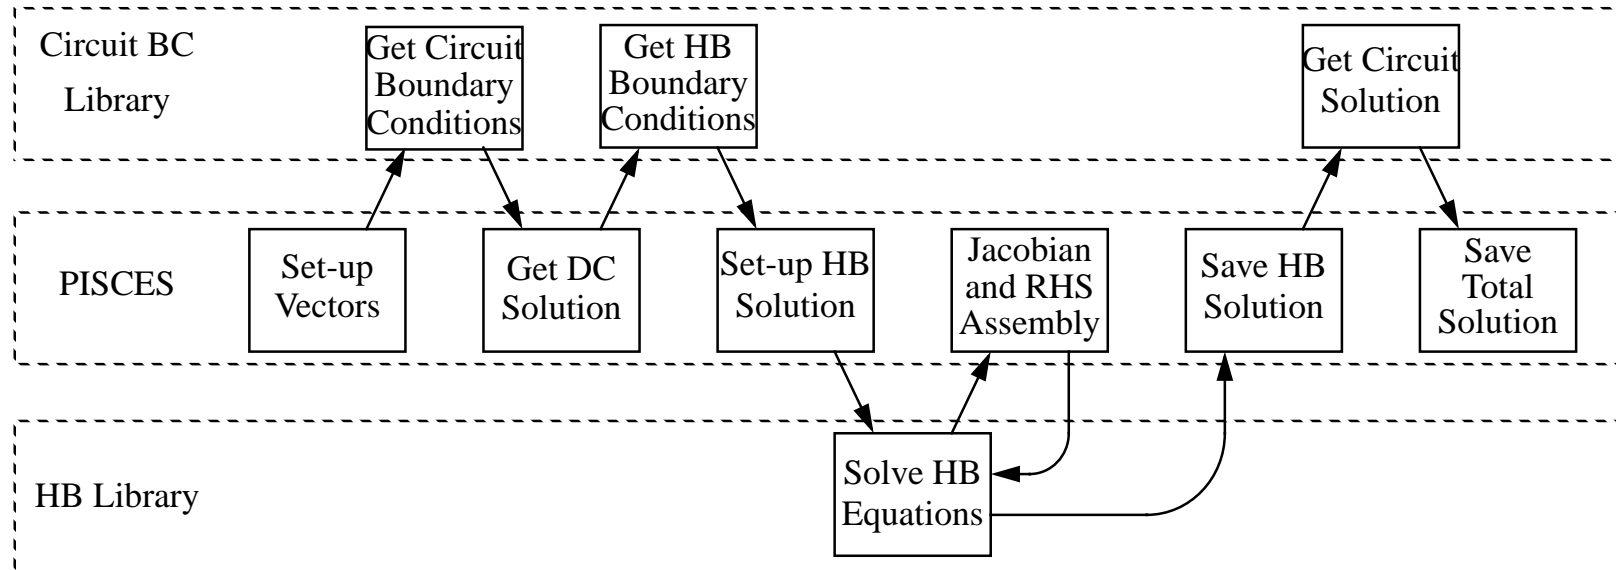 Circuit BC
Library
Get Circuit
Boundary
Conditions
Get HB
Boundary
Conditions
Get Circuit
Solution
PISCES
Set-up
Vectors
Get DC
Solution
Set-up HB
Solution
Jacobian
and RHS
Assembly
Save HB
Solution
Save
Total
Solution
HB Library
Solve HB
Equations